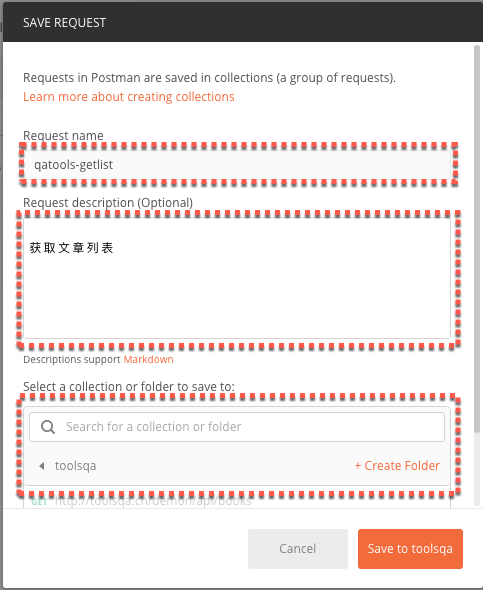 SAVE REQUEST
Requests in Postman are saved in collections (a group of requests).
Learn more about creating collections
Request name
qatools-getlist
Request description (Optional)
获取文章列表
Descriptions support Markdown
Select a collection or folder to save to:
Search for a collection or folder
toolsqa + Create Folder
GET http://toolsqa.cn/demon/api/books
Cancel Save to toolsqa